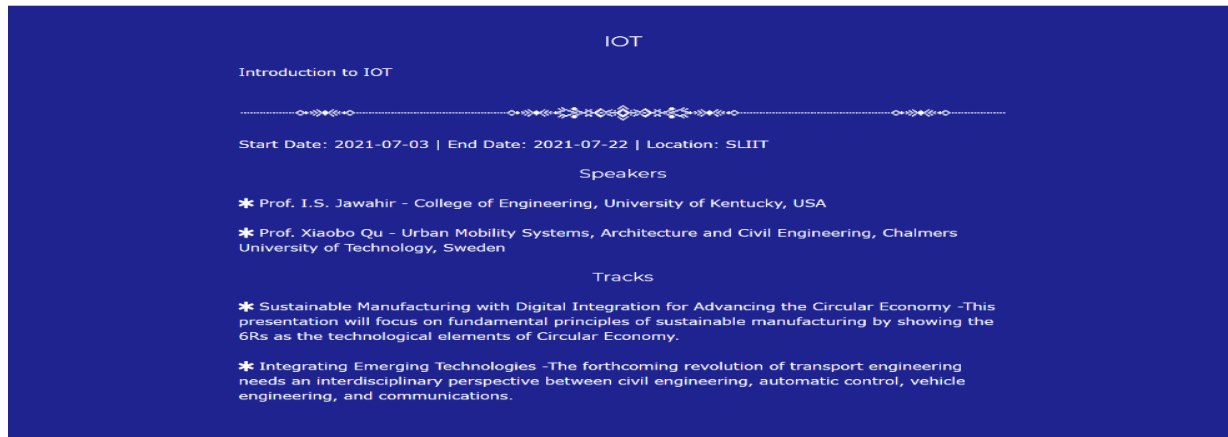 IOT
Introduction to IOT
Start Date: 2021-07-03 | End Date: 2021-07-22 | Location: SLIIT
Speakers
✱ Prof. I.S. Jawahir - College of Engineering, University of Kentucky, USA
✱ Prof. Xiaobo Qu - Urban Mobility Systems, Architecture and Civil Engineering, Chalmers
University of Technology, Sweden
Tracks
✱ Sustainable Manufacturing with Digital Integration for Advancing the Circular Economy -This
presentation will focus on fundamental principles of sustainable manufacturing by showing the
6Rs as the technological elements of Circular Economy.
✱ Integrating Emerging Technologies -The forthcoming revolution of transport engineering
needs an interdisciplinary perspective between civil engineering, automatic control, vehicle
engineering, and communications.